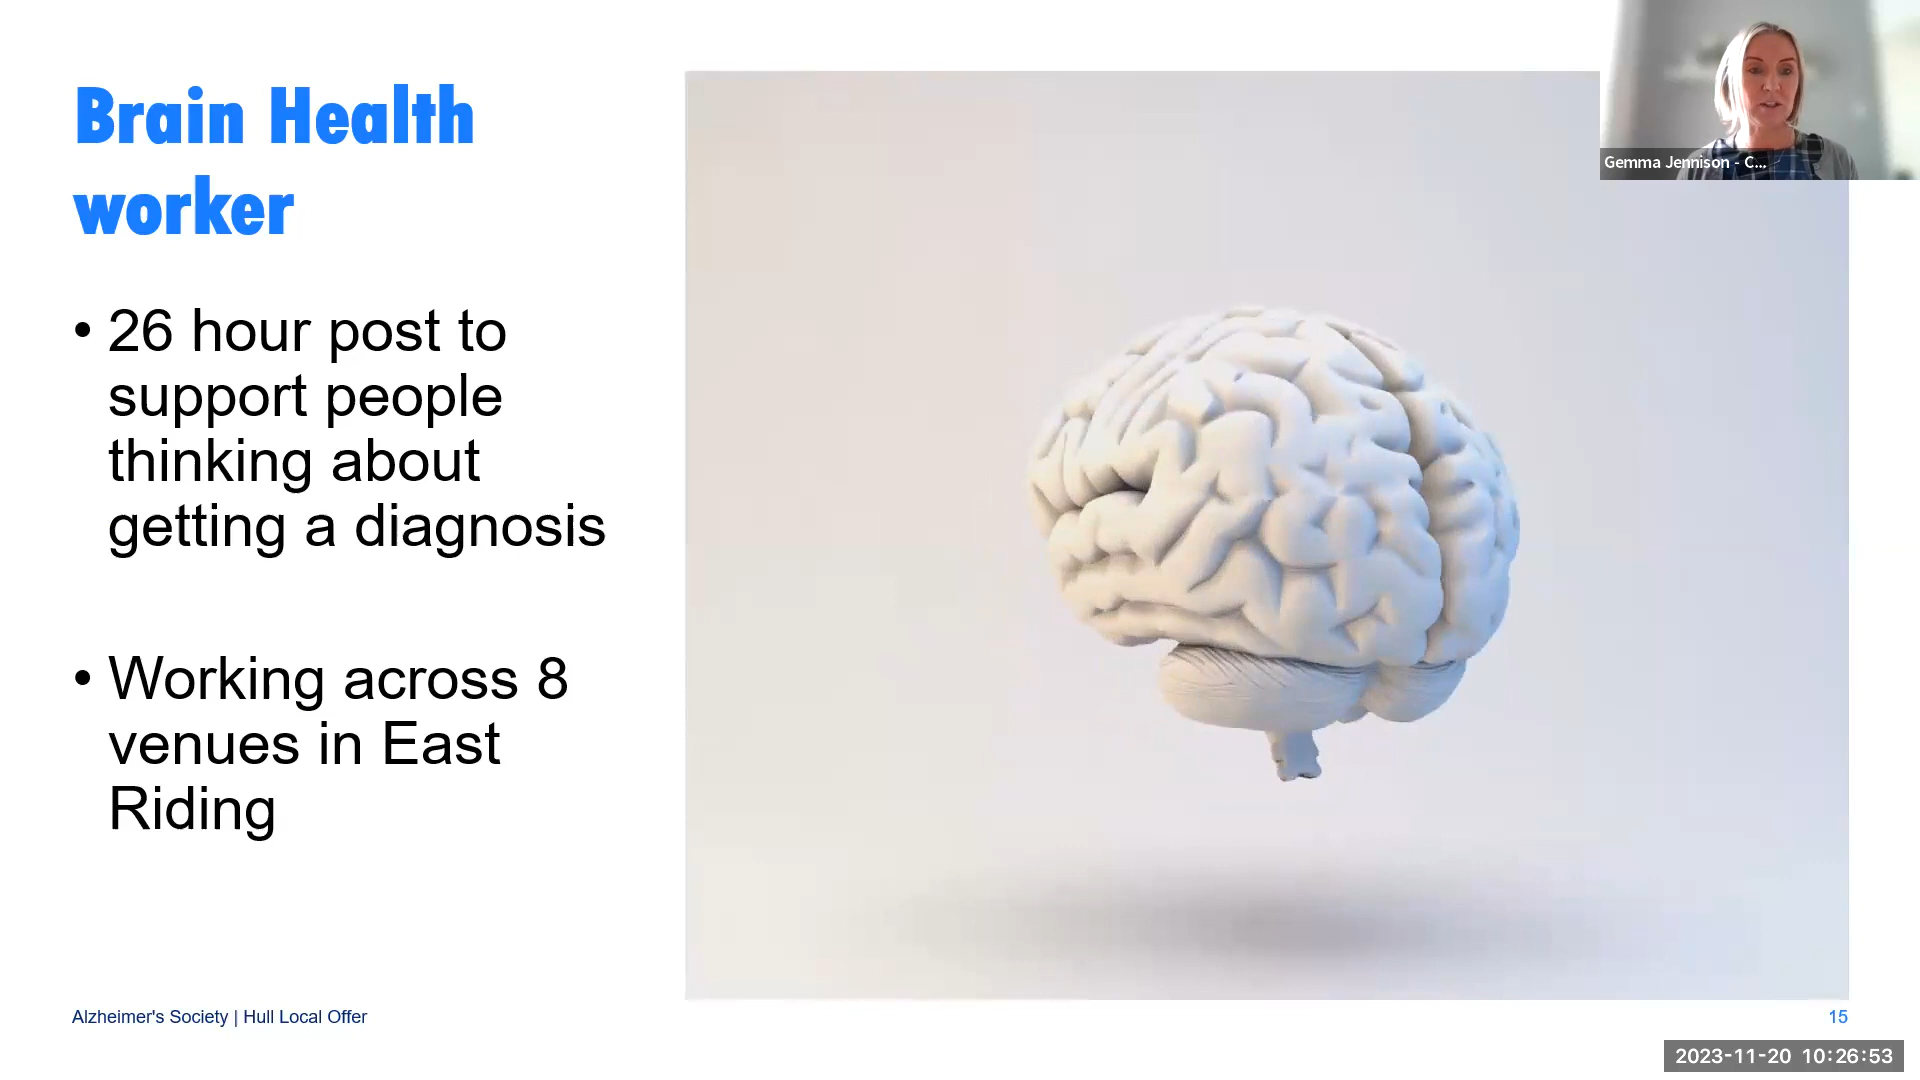 Brain Health
worker
• 26 hour post to
support people
thinking about
getting a diagnosis
• Working across 8
venues in East
Riding
Gemma Jennison - C...
Alzheimer's Society | Hull Local Offer
15
2023-11-20 10:26:53